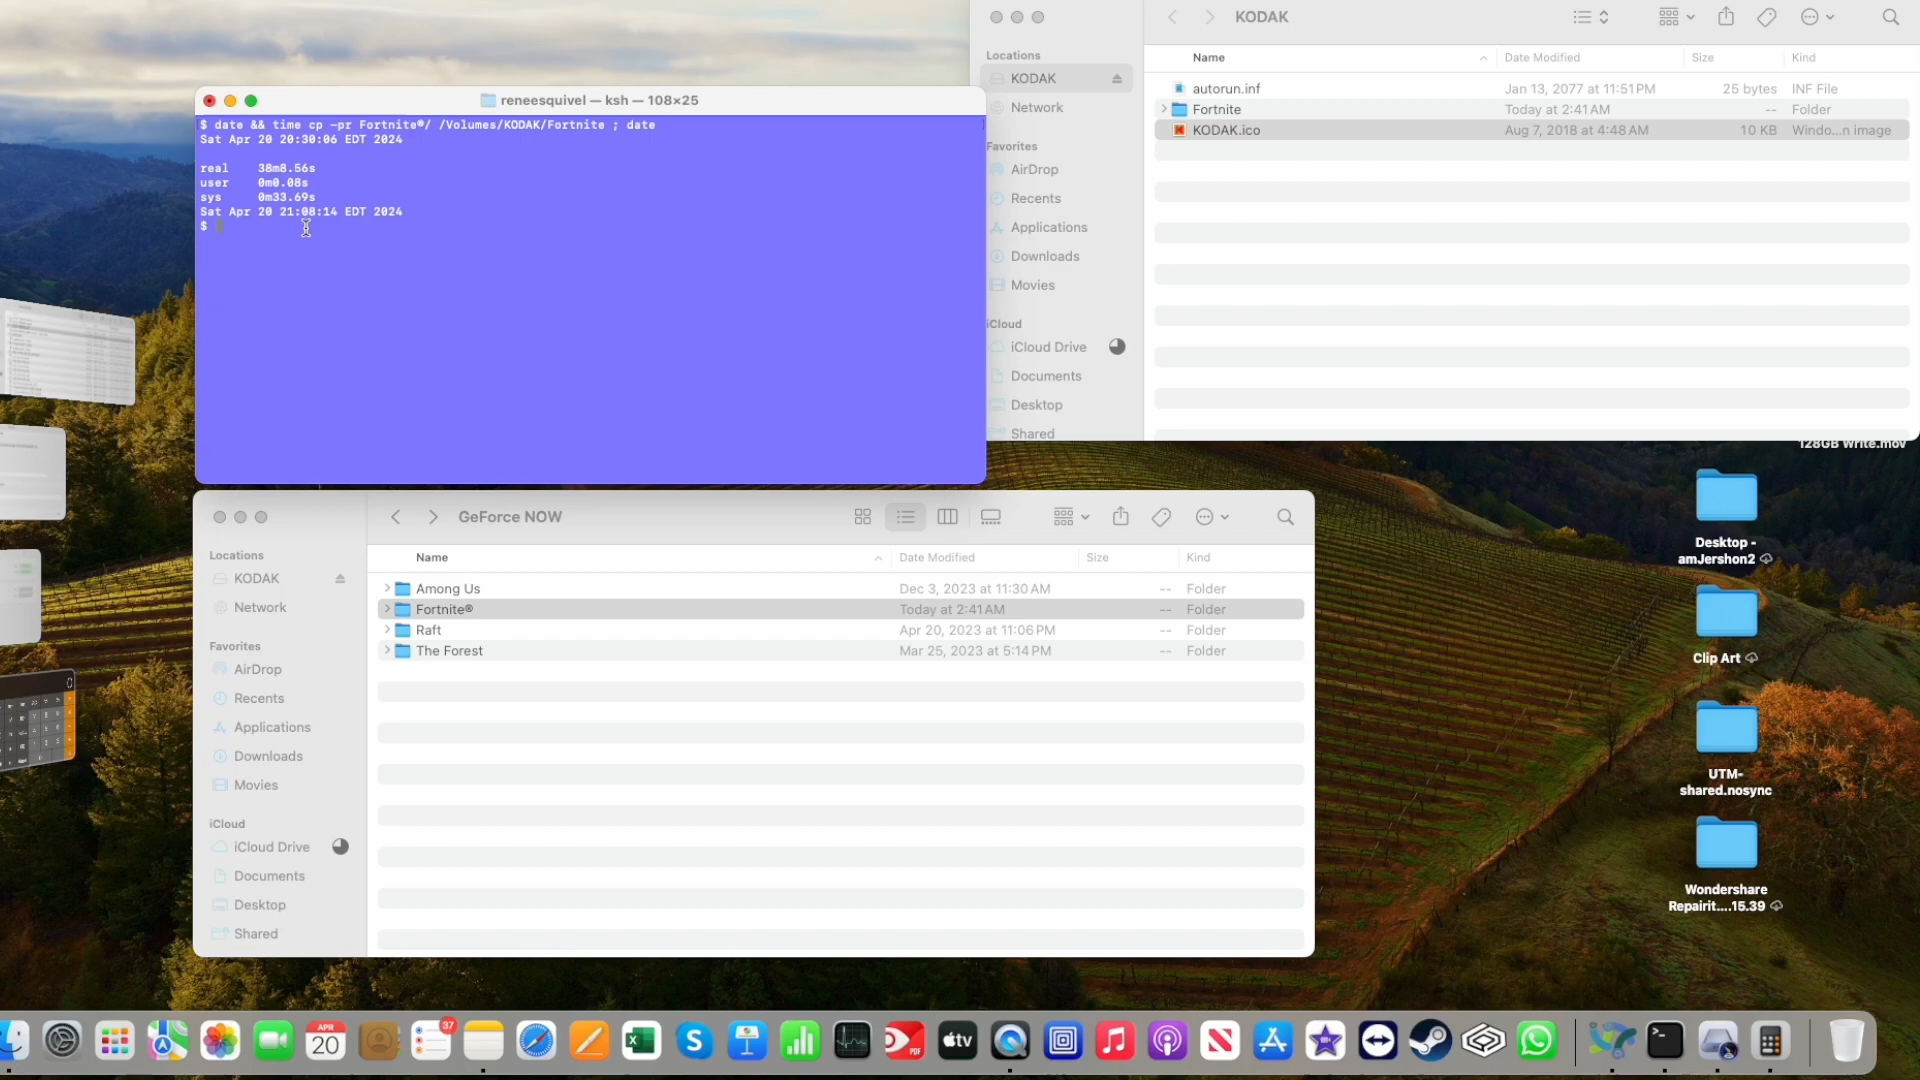 KODAK
Locations
KODAK
Network
Favorites
AirDrop
Recents
Applications
Downloads
Movies
iCloud
iCloud Drive
Documents
Desktop
Shared
Name Date Modified Size Kind
autorun.inf Jan 13, 2077 at 11:51 PM 25 bytes INF File
Fortnite Today at 2:41 AM -- Folder
KODAK.ico Aug 7, 2018 at 4:48 AM 10 KB Windo...n image
reneesquivel — ksh — 108×25
$ date && time cp -pr Fortnite®/ /Volumes/KODAK/Fortnite ; date
Sat Apr 20 20:30:06 EDT 2024
real 38m8.56s
user 0m0.08s
sys 0m33.69s
Sat Apr 20 21:08:14 EDT 2024
$
128GB Write.mov
Desktop -
amJershon2
Clip Art
UTM-
shared.nosync
Wondershare
Repairit....15.39
GeForce NOW
Locations
KODAK
Network
Favorites
AirDrop
Recents
Applications
Downloads
Movies
iCloud
iCloud Drive
Documents
Desktop
Shared
Name Date Modified Size Kind
Among Us Dec 3, 2023 at 11:30 AM -- Folder
Fortnite® Today at 2:41 AM -- Folder
Raft Apr 20, 2023 at 11:06 PM -- Folder
The Forest Mar 25, 2023 at 5:14 PM -- Folder
APR
20
37
PDF
tv